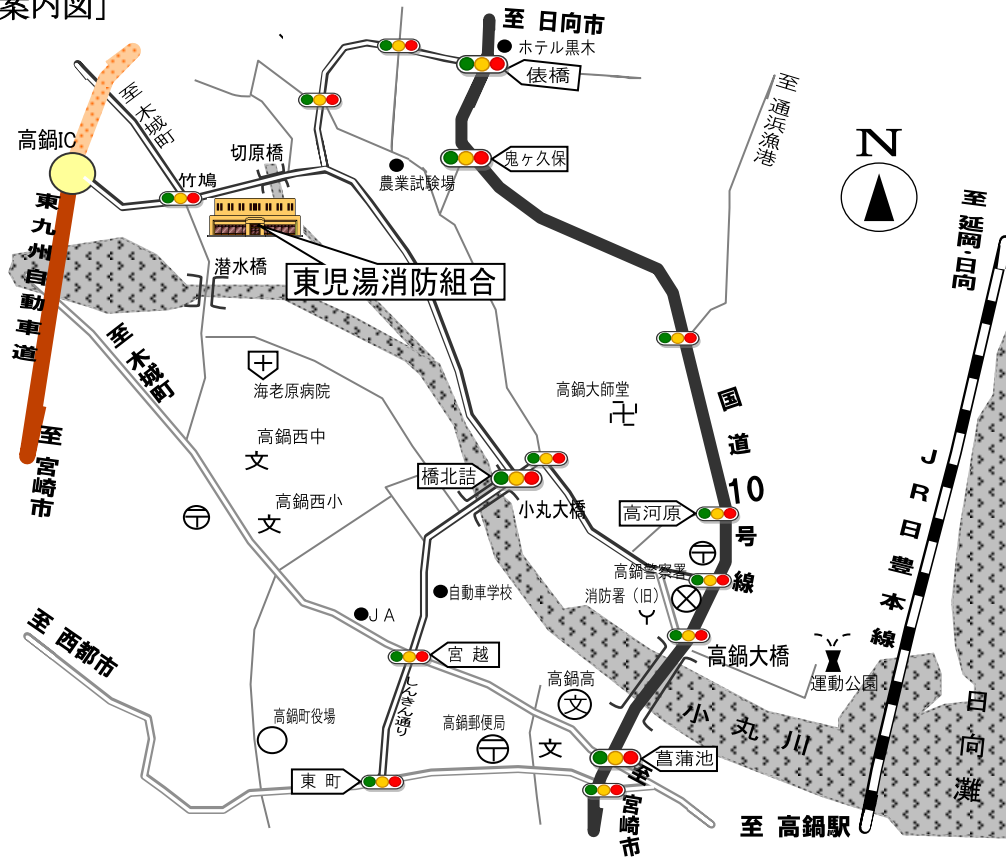 案内図］
至 日向市
ホテル黒木
俵橋
至 木城町
至 通浜漁港
高鍋IC
切原橋
鬼ヶ久保
N
竹鳩
農業試験場
東九州自動車道
至 延岡・日向
潜水橋
東児湯消防組合
至 木城町
海老原病院
高鍋大師堂
国道10号線
高鍋西中
文
至 宮崎市
橋北詰
JR日豊本線
高鍋西小
文
小丸大橋
高河原
高鍋警察署
自動車学校
消防署（旧）
JA
至 西都市
宮越
高鍋大橋
運動公園
しんきん通り
高鍋高
文
高鍋町役場
高鍋郵便局
文
小丸川
日向灘
菖蒲池
東町
至 宮崎市
至 高鍋駅